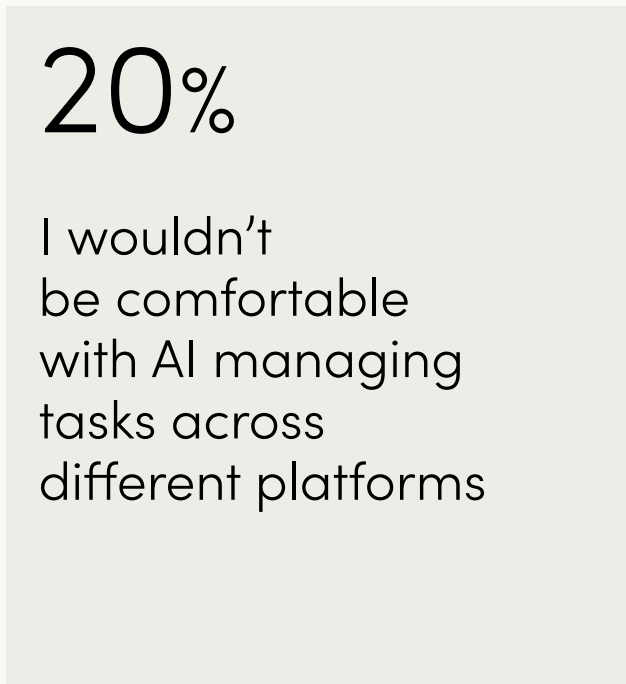 20%
I wouldn’t
be comfortable
with AI managing
tasks across
different platforms